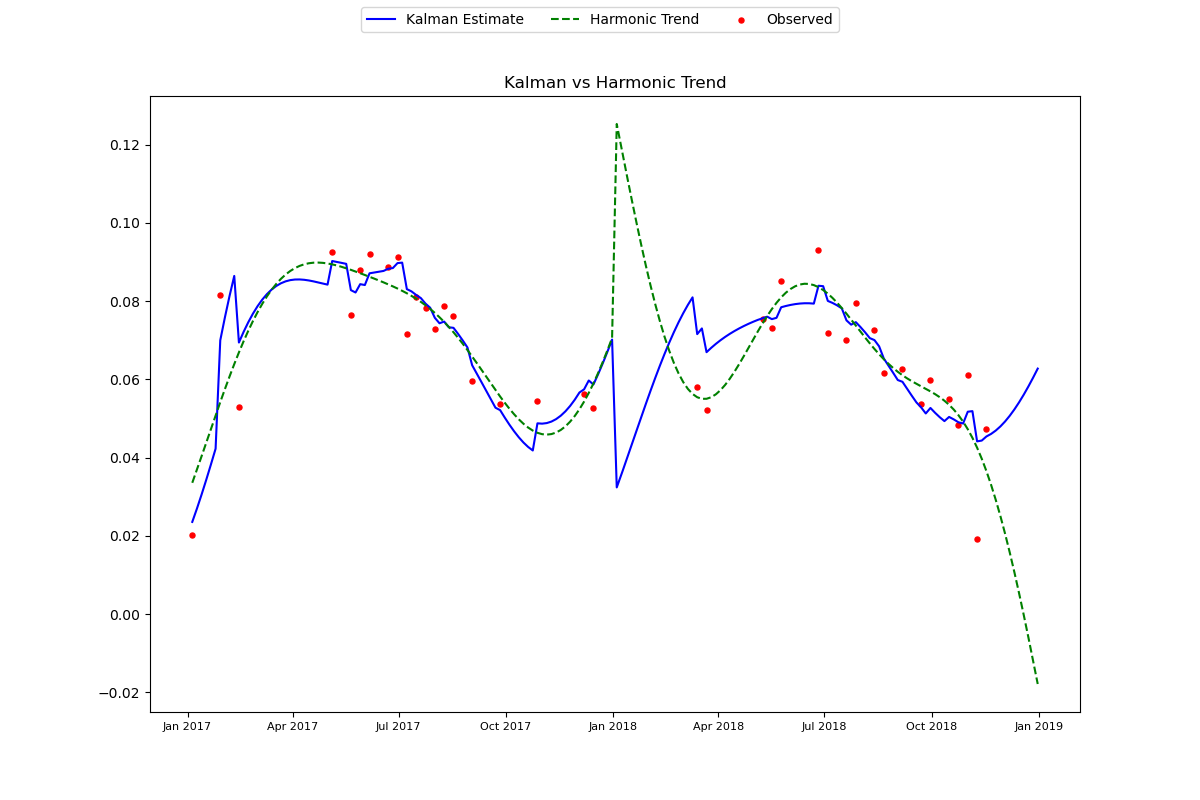 Kalman Estimate Harmonic Trend Observed
Kalman vs Harmonic Trend
0.12
0.10
0.08
0.06
0.04
0.02
0.00
−0.02
Jan 2017 Apr 2017 Jul 2017 Oct 2017 Jan 2018 Apr 2018 Jul 2018 Oct 2018 Jan 2019